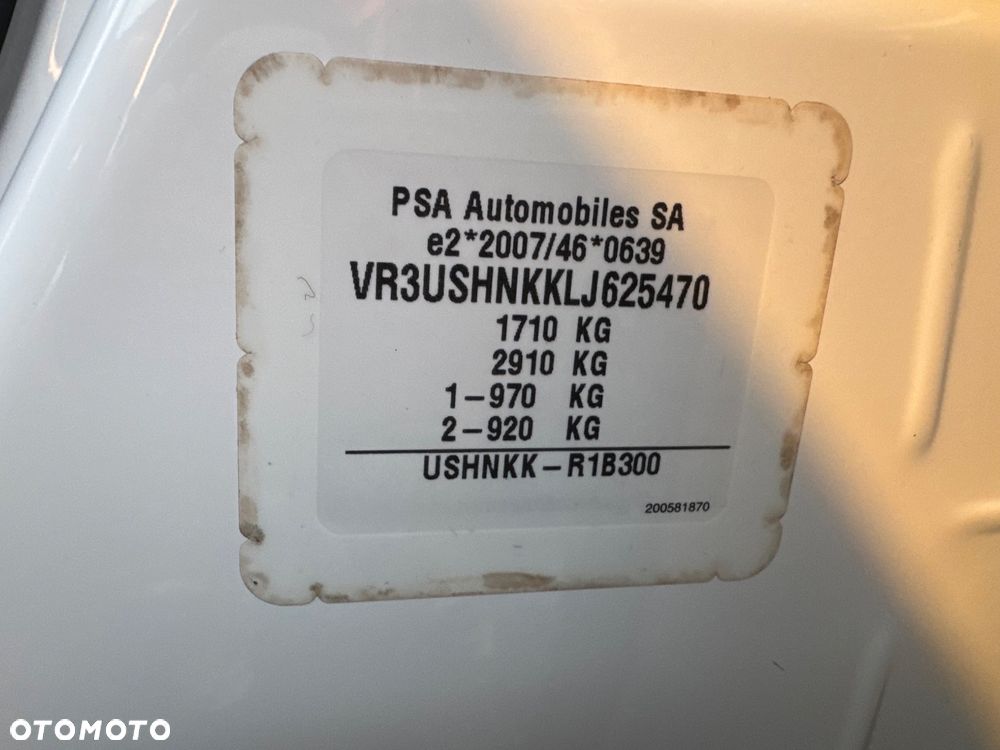 PSA Automobiles SA
e2*2007/46*0639
VR3USHNKKLJ625470
1710 KG
2910 KG
1-970 KG
2-920 KG
USHNKK-R1B300
200581870
OTOMOTO